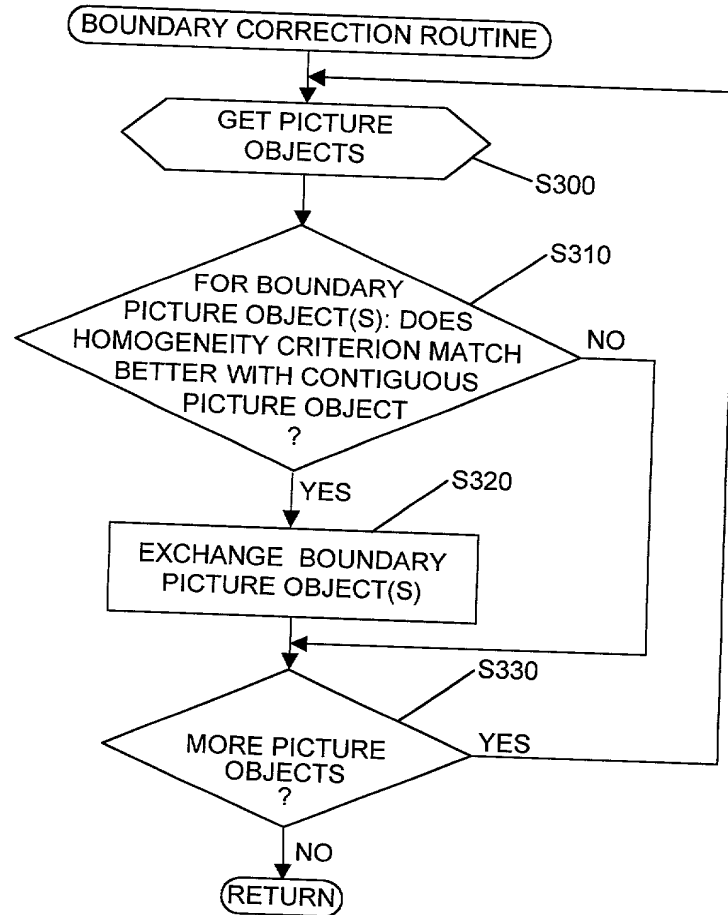 BOUNDARY CORRECTION ROUTINE
GET PICTURE
OBJECTS
S300
S310
FOR BOUNDARY
PICTURE OBJECT(S): DOES
HOMOGENEITY CRITERION MATCH
BETTER WITH CONTIGUOUS
PICTURE OBJECT
?
NO
YES
S320
EXCHANGE BOUNDARY
PICTURE OBJECT(S)
S330
MORE PICTURE
OBJECTS
?
YES
NO
RETURN